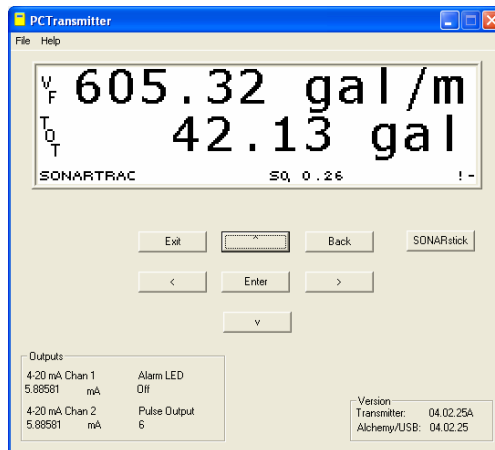 PCTransmitter
File Help
VF 605.32 gal/m
TOT 42.13 gal
SONARTRAC SQ 0.26 !-
Exit ^ Back SONARstick
< Enter >
v
Outputs
4-20 mA Chan 1 Alarm LED
5.88581 mA Off
4-20 mA Chan 2 Pulse Output
5.88581 mA 6
Version
Transmitter: 04.02.25A
Alchemy/USB: 04.02.25